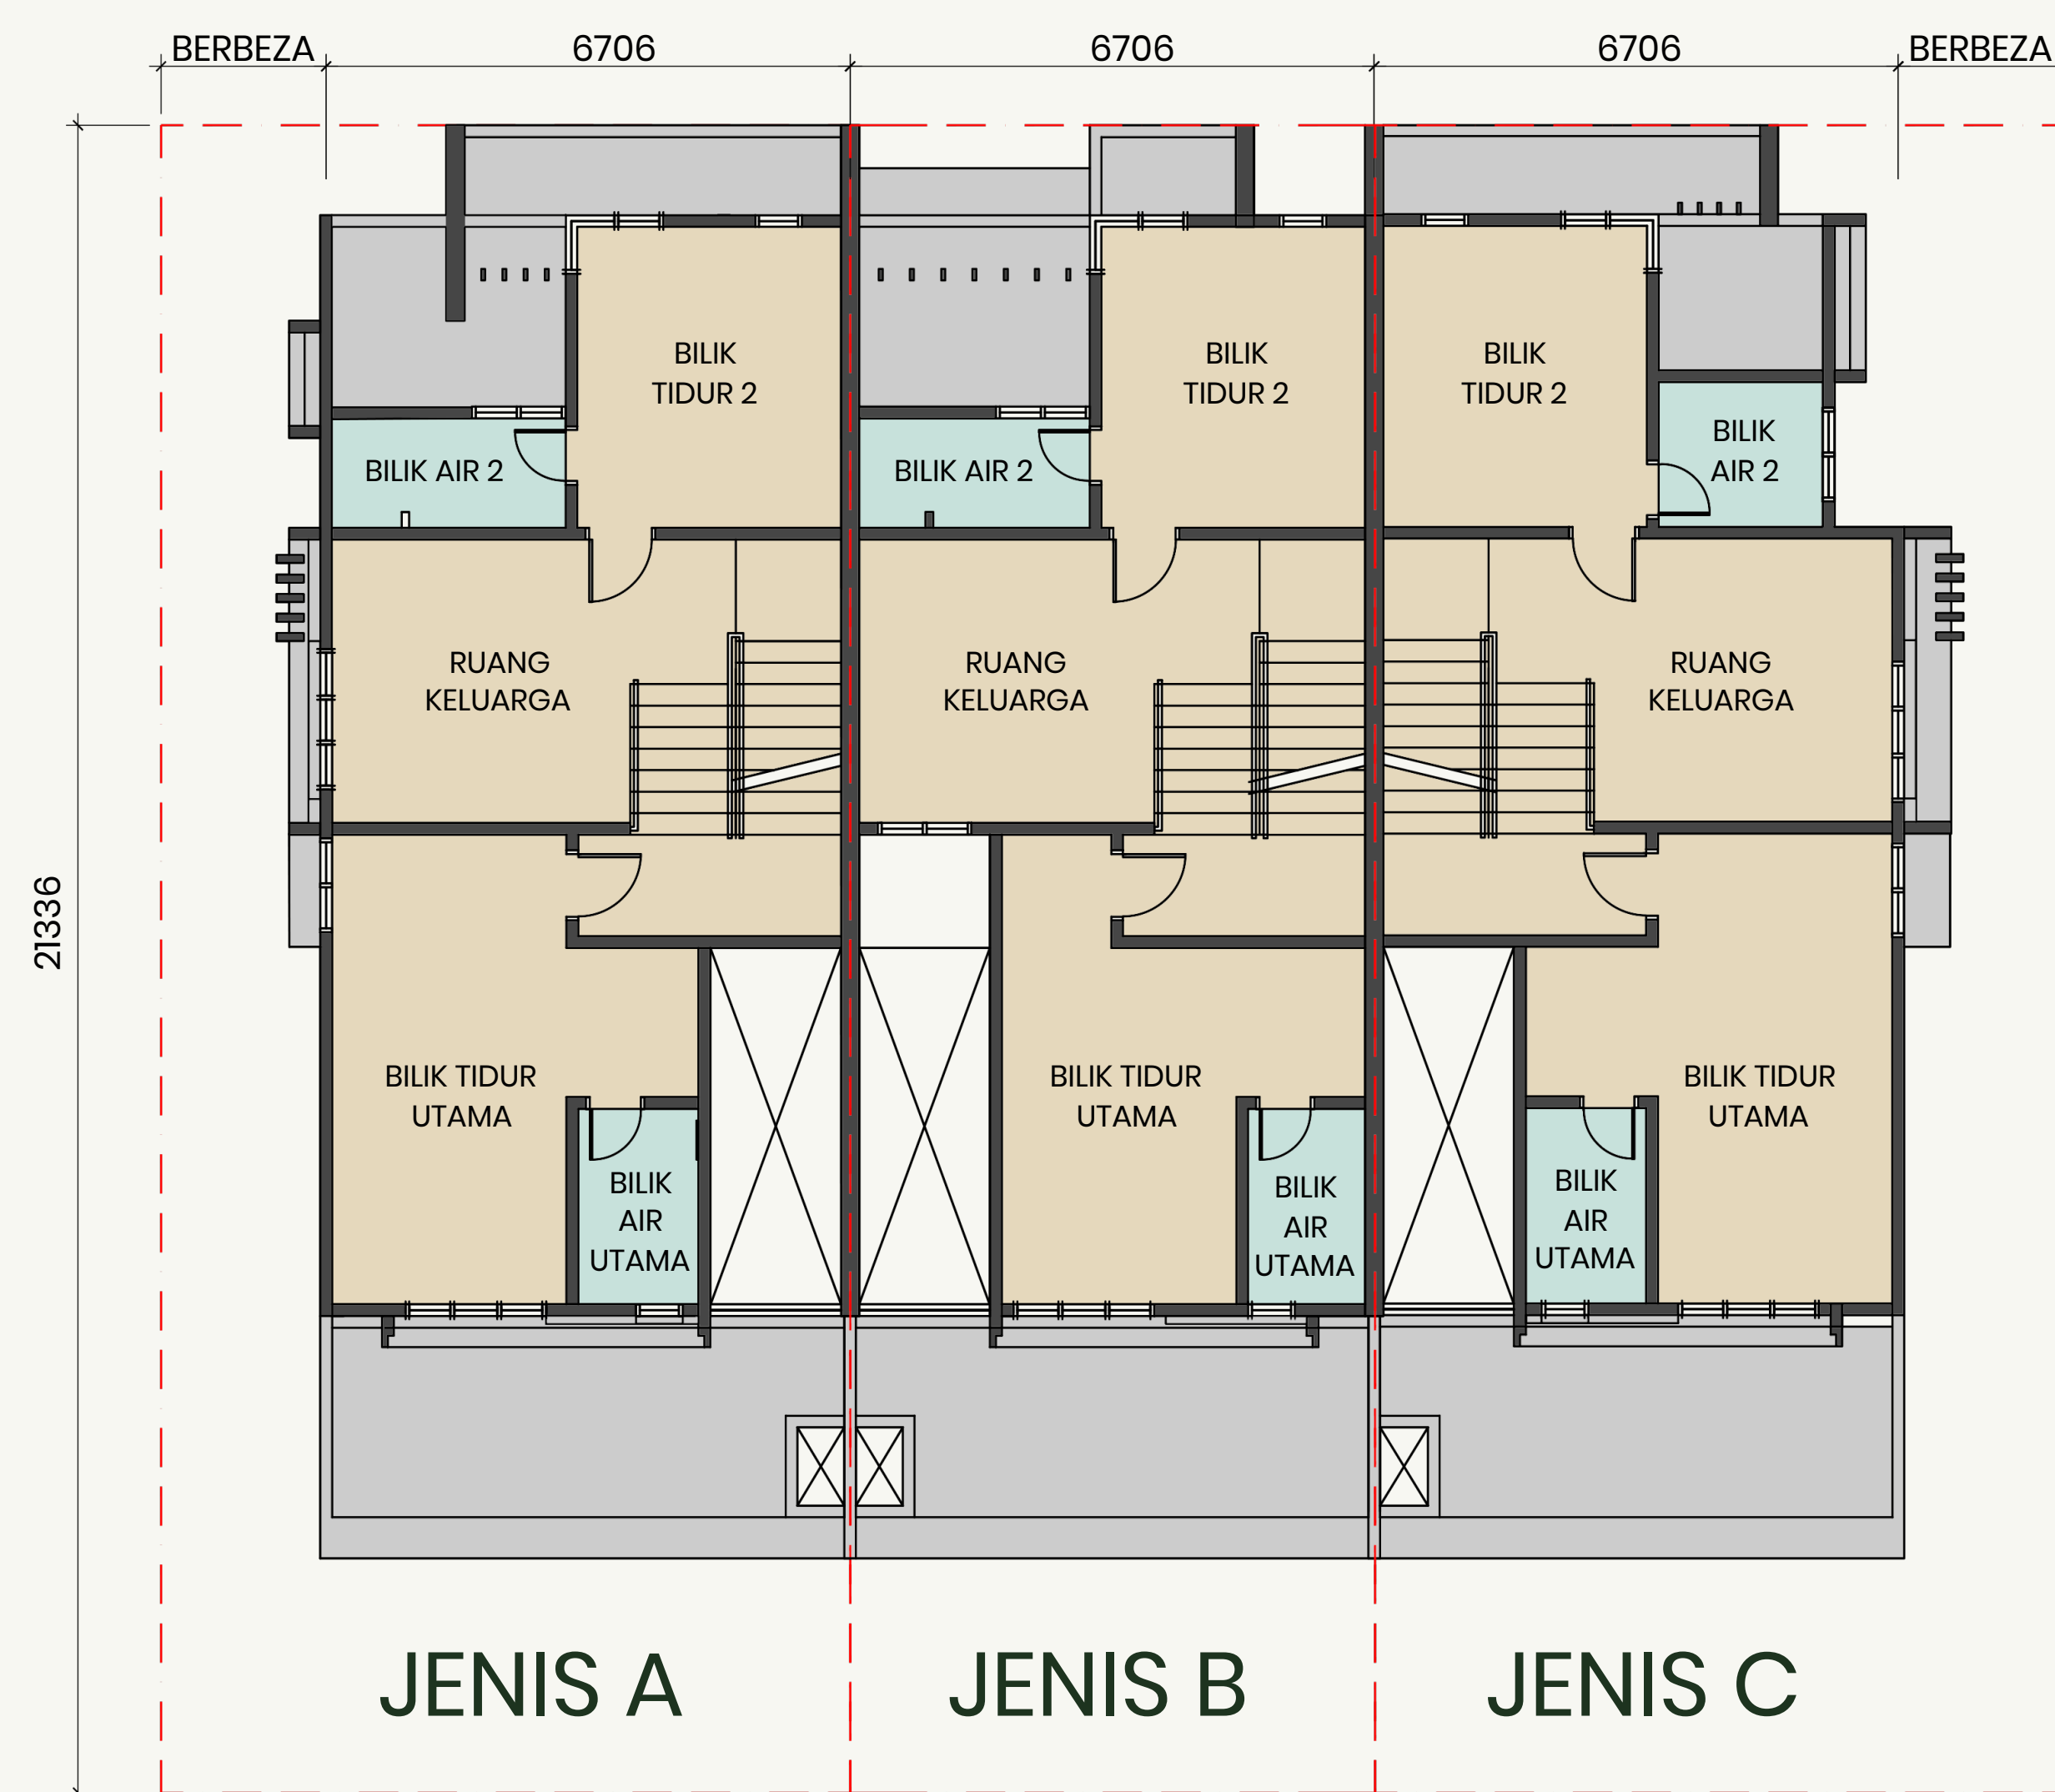 BERBEZA
6706
6706
6706
BERBEZA
21336
BILIK
TIDUR 2
BILIK
TIDUR 2
BILIK
TIDUR 2
BILIK AIR 2
BILIK AIR 2
BILIK
AIR 2
RUANG
KELUARGA
RUANG
KELUARGA
RUANG
KELUARGA
BILIK TIDUR
UTAMA
BILIK TIDUR
UTAMA
BILIK TIDUR
UTAMA
BILIK
AIR
UTAMA
BILIK
AIR
UTAMA
BILIK
AIR
UTAMA
JENIS A
JENIS B
JENIS C